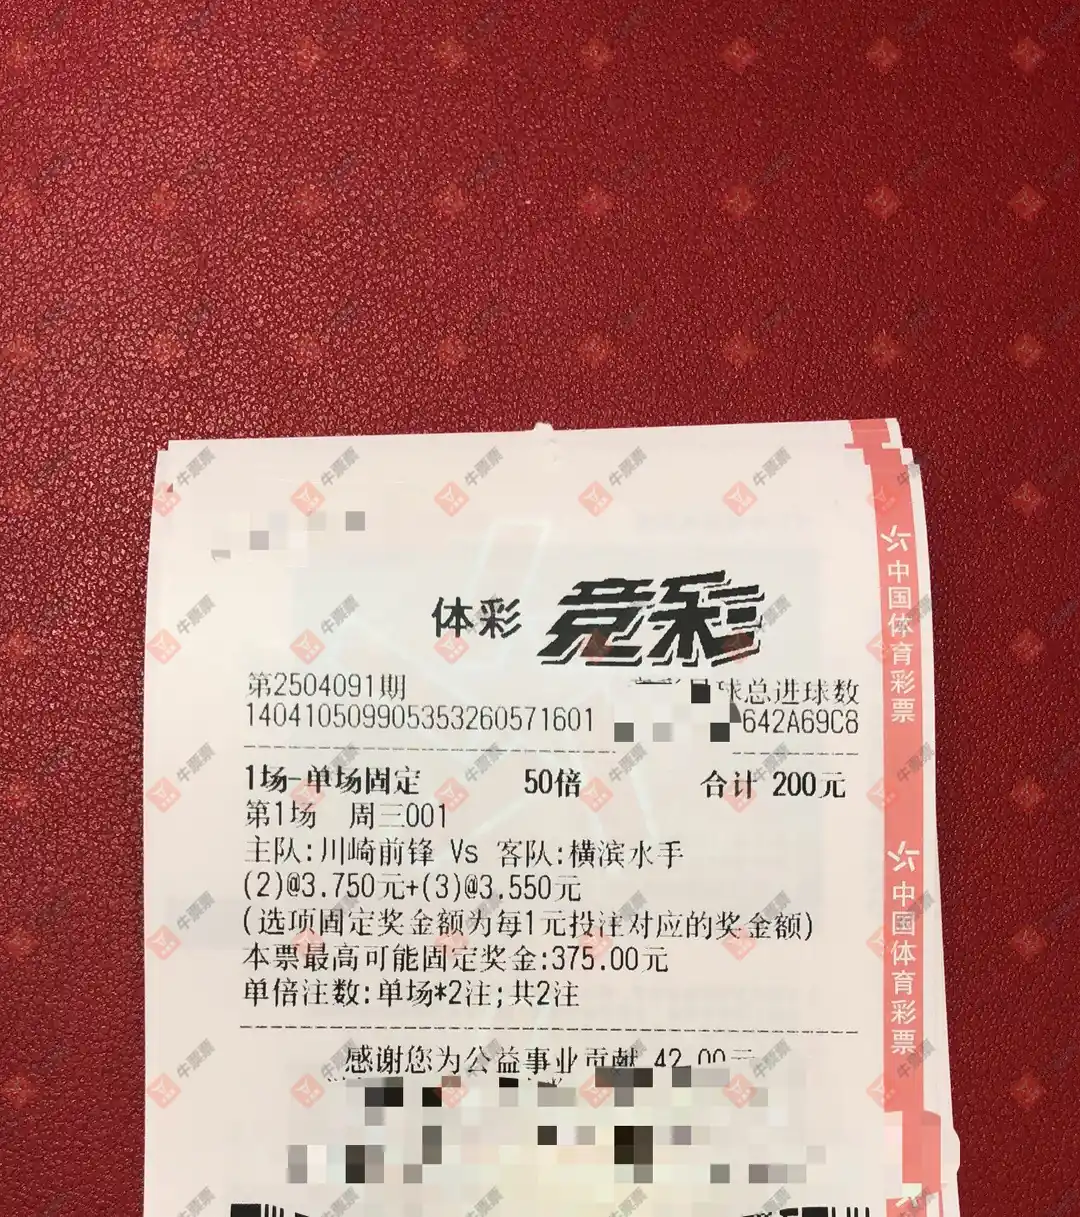 体彩 竞彩
第2504091期
球总进球数
140410509905353260571601
642A69C8
1场-单场固定 50倍 合计 200元
第1场 周三001
主队:川崎前锋 Vs 客队:横滨水手
(2)@3.750元+(3)@3.550元
(选项固定奖金额为每1元投注对应的奖金额)
本票最高可能固定奖金:375.00元
单倍注数:单场*2注;共2注
感谢您为公益事业贡献 42.00元
中国体育彩票
中国体育彩票
牛票票